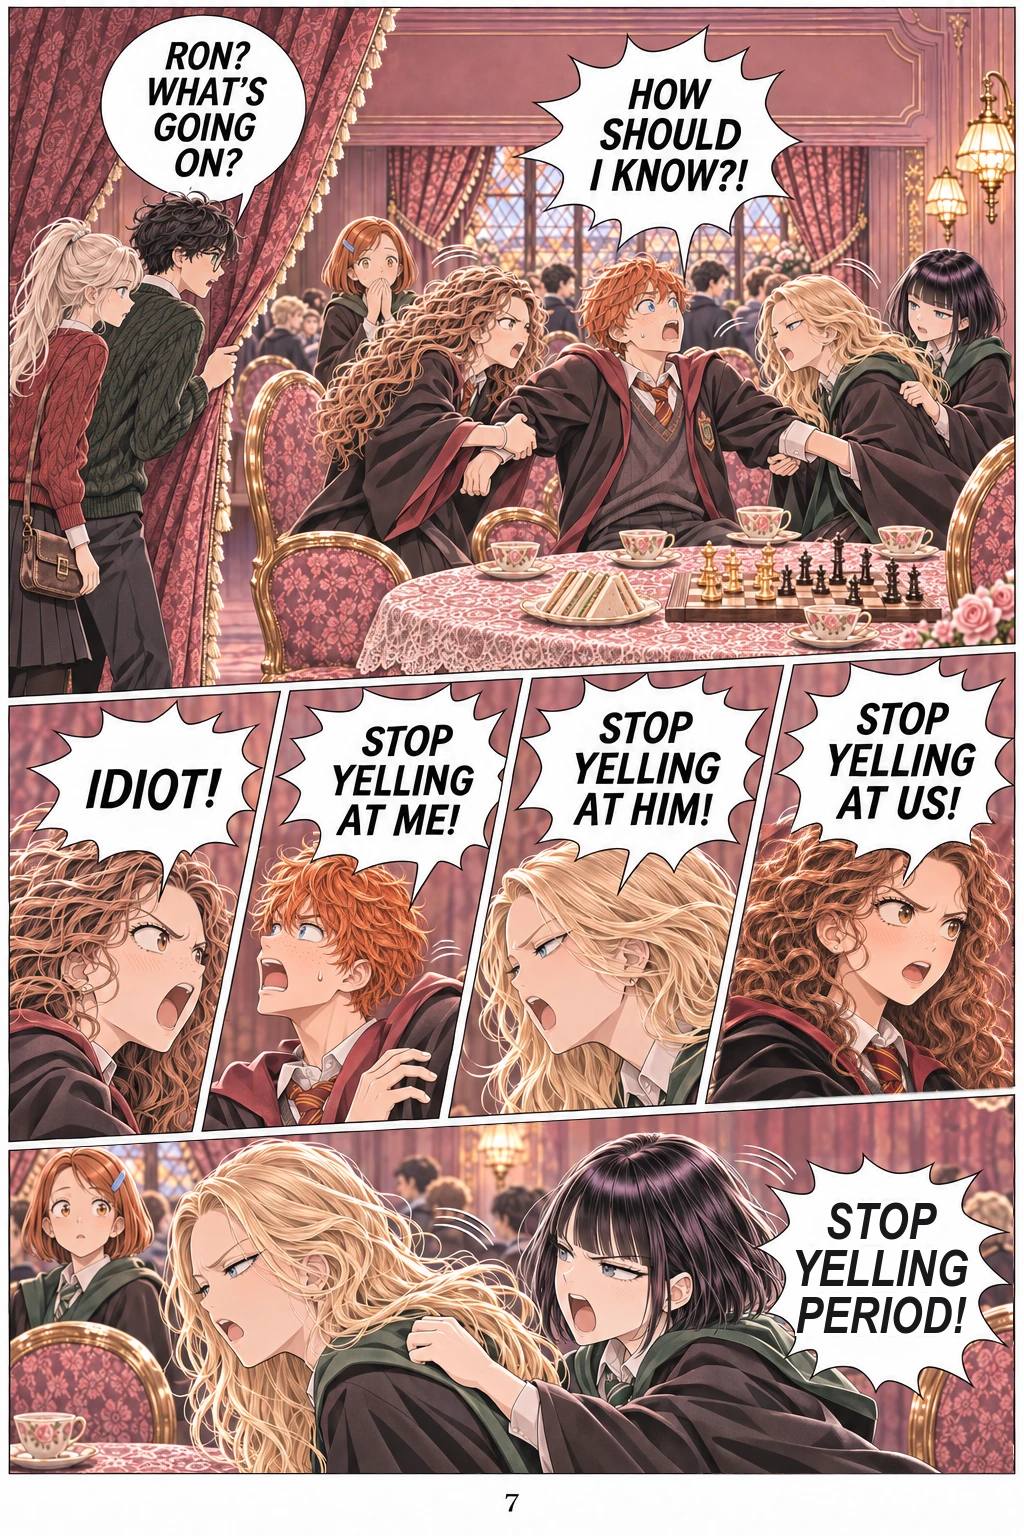 RON?
WHAT'S
GOING
ON?
HOW
SHOULD
I KNOW?!
IDIOT!
STOP
YELLING
AT ME!
STOP
YELLING
AT HIM!
STOP
YELLING
AT US!
STOP
YELLING
PERIOD!
7